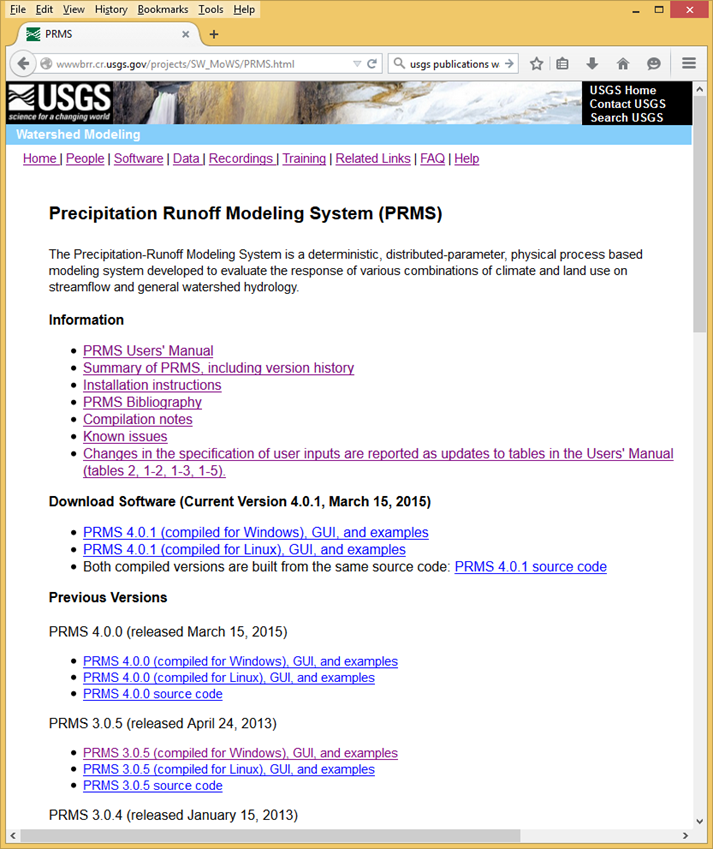 File Edit View History Bookmarks Tools Help
PRMS
wwwbrr.cr.usgs.gov/projects/SW_MoWS/PRMS.html
usgs publications w
USGS
science for a changing world
USGS Home
Contact USGS
Search USGS
Watershed Modeling
Home | People | Software | Data | Recordings | Training | Related Links | FAQ | Help
Precipitation Runoff Modeling System (PRMS)
The Precipitation-Runoff Modeling System is a deterministic, distributed-parameter, physical process based
modeling system developed to evaluate the response of various combinations of climate and land use on
streamflow and general watershed hydrology.
Information
PRMS Users' Manual
Summary of PRMS, including version history
Installation instructions
PRMS Bibliography
Compilation notes
Known issues
Changes in the specification of user inputs are reported as updates to tables in the Users' Manual
(tables 2, 1-2, 1-3, 1-5).
Download Software (Current Version 4.0.1, March 15, 2015)
PRMS 4.0.1 (compiled for Windows), GUI, and examples
PRMS 4.0.1 (compiled for Linux), GUI, and examples
Both compiled versions are built from the same source code: PRMS 4.0.1 source code
Previous Versions
PRMS 4.0.0 (released March 15, 2015)
PRMS 4.0.0 (compiled for Windows), GUI, and examples
PRMS 4.0.0 (compiled for Linux), GUI, and examples
PRMS 4.0.0 source code
PRMS 3.0.5 (released April 24, 2013)
PRMS 3.0.5 (compiled for Windows), GUI, and examples
PRMS 3.0.5 (compiled for Linux), GUI, and examples
PRMS 3.0.5 source code
PRMS 3.0.4 (released January 15, 2013)